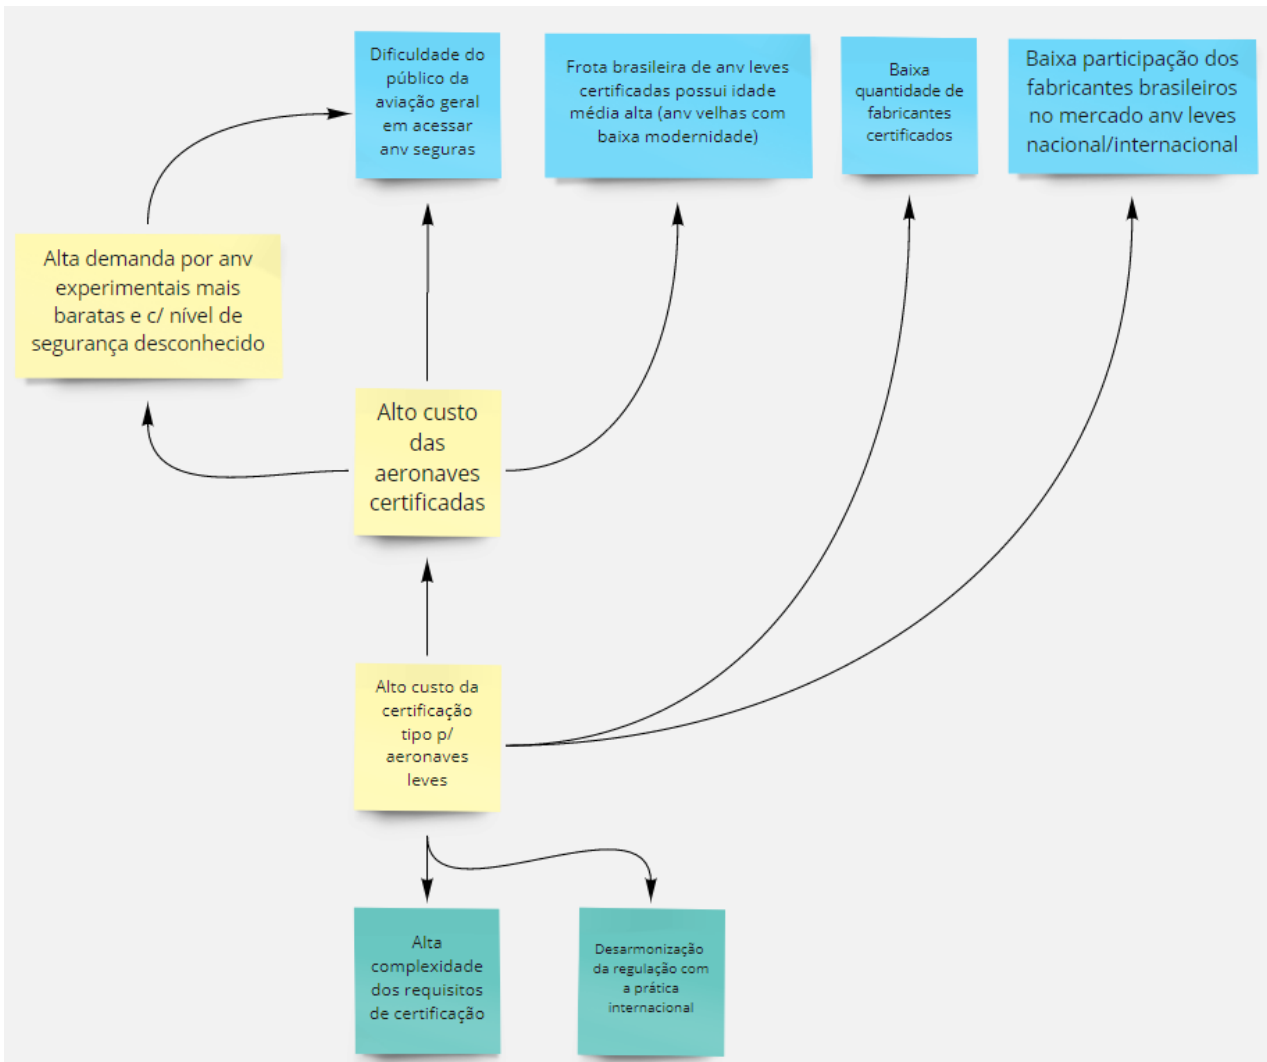 Dificuldade do
público da
aviação geral
em acessar
anv seguras
Frota brasileira de anv leves
certificadas possui idade
média alta (anv velhas com
baixa modernidade)
Baixa
quantidade de
fabricantes
certificados
Baixa participação dos
fabricantes brasileiros
no mercado anv leves
nacional/internacional
Alta demanda por anv
experimentais mais
baratas e c/ nível de
segurança desconhecido
Alto custo
das
aeronaves
certificadas
Alto custo da
certificação
tipo p/
aeronaves
leves
Alta
complexidade
dos requisitos
de certificação
Desarmonização
da regulação com
a prática
internacional